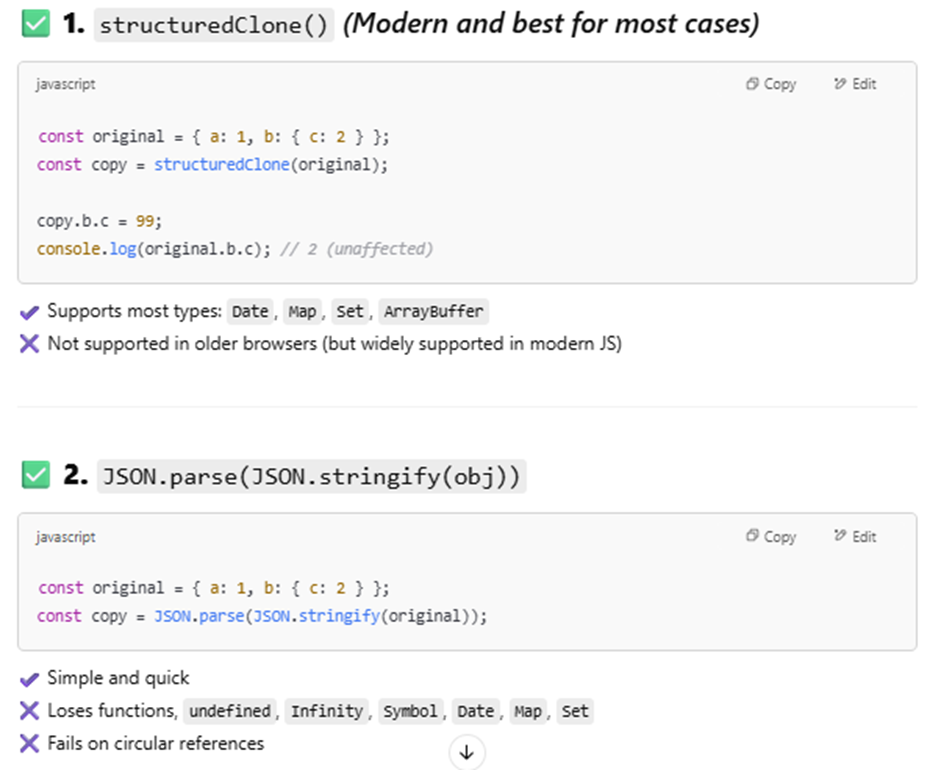 1. structuredClone() (Modern and best for most cases)
javascript
Copy
Edit
const original = { a: 1, b: { c: 2 } };
const copy = structuredClone(original);
copy.b.c = 99;
console.log(original.b.c); // 2 (unaffected)
Supports most types: Date, Map, Set, ArrayBuffer
Not supported in older browsers (but widely supported in modern JS)
2. JSON.parse(JSON.stringify(obj))
javascript
Copy
Edit
const original = { a: 1, b: { c: 2 } };
const copy = JSON.parse(JSON.stringify(original));
Simple and quick
Loses functions, undefined, Infinity, Symbol, Date, Map, Set
Fails on circular references